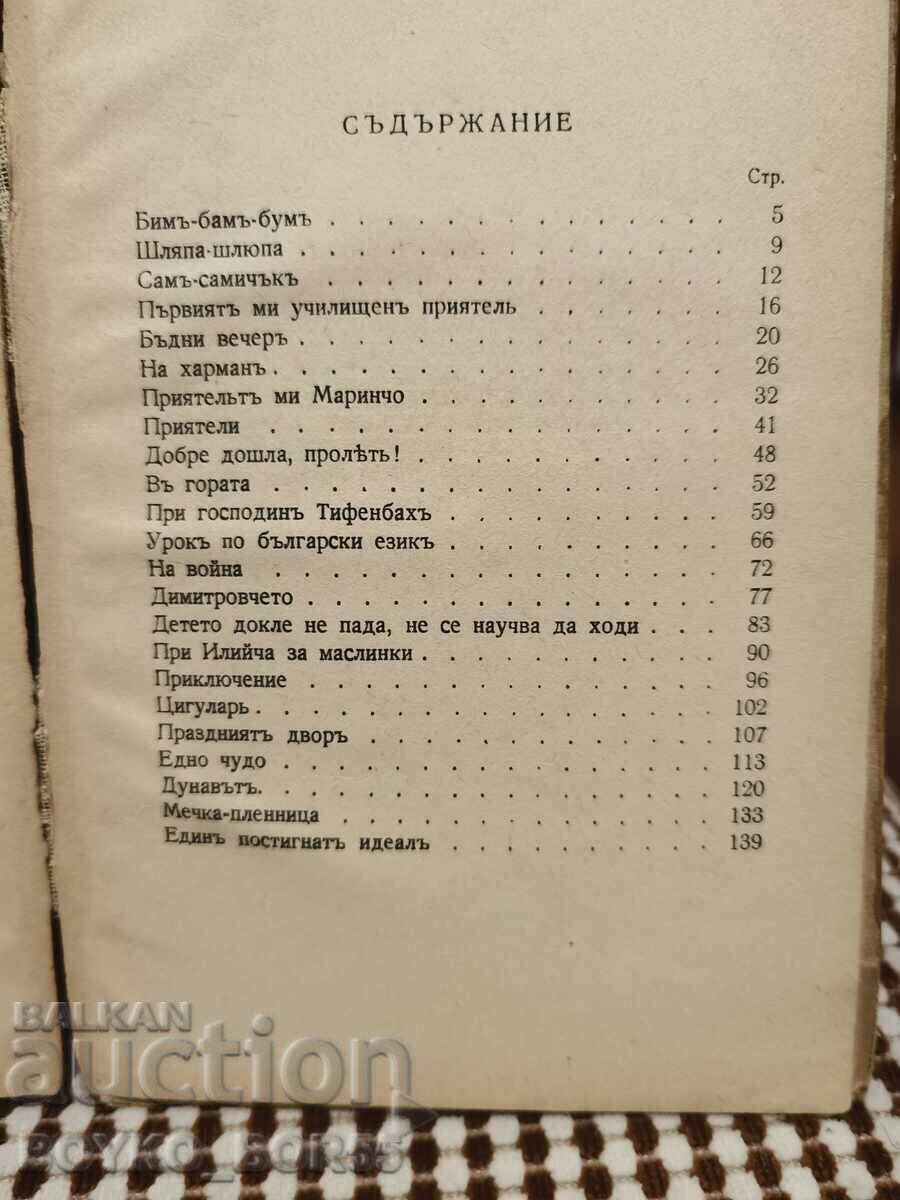 СЪДЪРЖАНИЕ
Стр.
Бимъ-бамъ-бумъ . . . . . . . . . . . . . . . 5
Шляпа-шлюпа . . . . . . . . . . . . . . . . 9
Самъ-самичъкъ . . . . . . . . . . . . . . . 12
Първиятъ ми училищенъ приятель . . . . . . . 16
Бъдни вечеръ . . . . . . . . . . . . . . . . 20
На харманъ . . . . . . . . . . . . . . . . . 26
Приятельтъ ми Маринчо . . . . . . . . . . . 32
Приятели . . . . . . . . . . . . . . . . . 41
Добре дошла, пролѣть! . . . . . . . . . . . 48
Въ гората . . . . . . . . . . . . . . . . . 52
При господинъ Тифенбахъ . . . . . . . . . . 59
Урокъ по български езикъ . . . . . . . . . . 66
На война . . . . . . . . . . . . . . . . . 72
Димитровчето . . . . . . . . . . . . . . . 77
Детето докле не пада, не се научва да ходи . . . 83
При Илийча за маслинки . . . . . . . . . . . 90
Приключение . . . . . . . . . . . . . . . 96
Цигуларь . . . . . . . . . . . . . . . . . 102
Праздниятъ дворъ . . . . . . . . . . . . . 107
Едно чудо . . . . . . . . . . . . . . . . 113
Дунавътъ . . . . . . . . . . . . . . . . . 120
Мечка-пленница . . . . . . . . . . . . . . 133
Единъ постигнатъ идеалъ . . . . . . . . . . 139
BALKAN
auction
BOYKO_BOR55